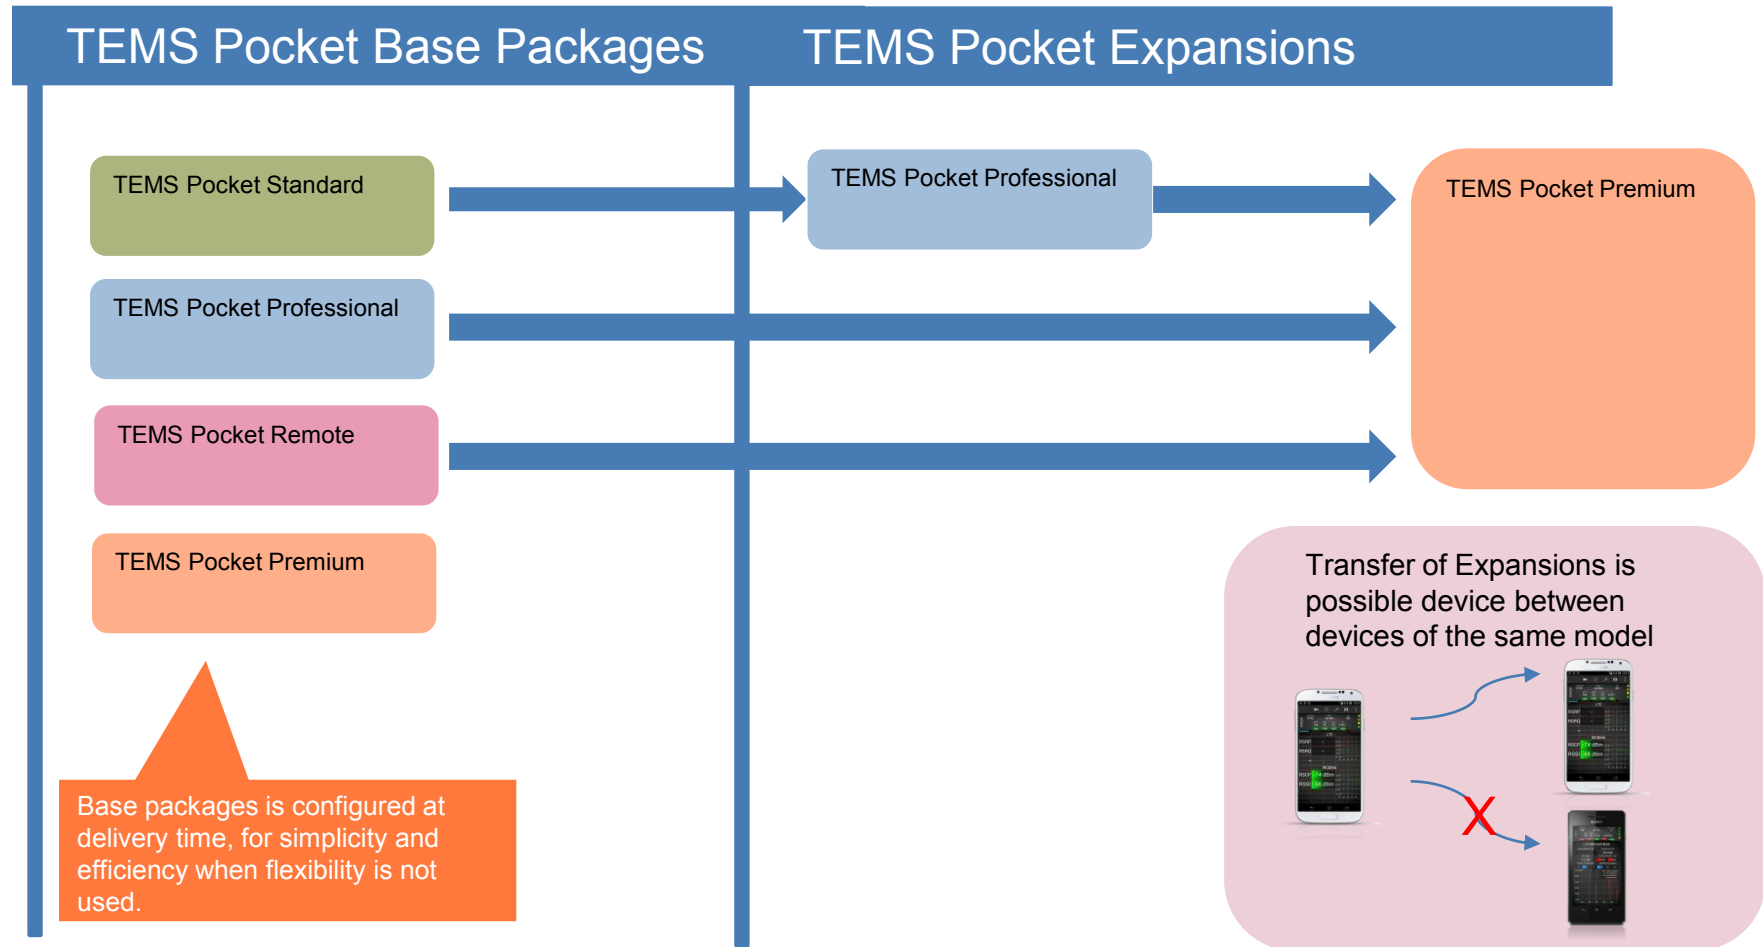 TEMS Pocket Base Packages
TEMS Pocket Expansions
TEMS Pocket Standard
TEMS Pocket Professional
TEMS Pocket Premium
TEMS Pocket Professional
TEMS Pocket Remote
TEMS Pocket Premium
Base packages is configured at
delivery time, for simplicity and
efficiency when flexibility is not
used.
Transfer of Expansions is
possible device between
devices of the same model
X